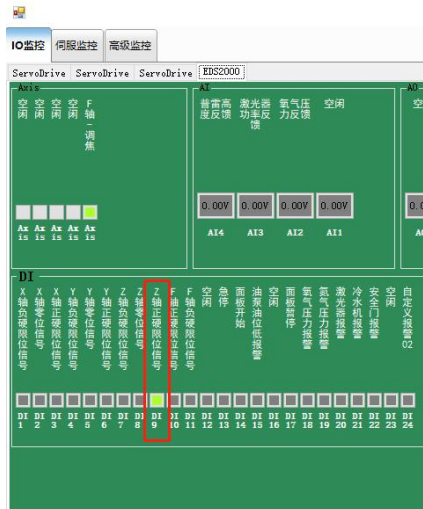 IO监控 伺服监控 高级监控
ServoDrive ServoDrive ServoDrive EDS2000
Axis
空闲
空闲
空闲
空闲
F轴-调焦
Axis Axis Axis Axis Axis
AI
普雷高度反馈
激光器功率反馈
氧气压力反馈
空闲
0.00V 0.00V 0.00V 0.00V
AI4 AI3 AI2 AI1
AO
空
0.
A
DI
X轴负硬限位信号
X轴零位信号
X轴正硬限位信号
Y轴负硬限位信号
Y轴零位信号
Y轴正硬限位信号
Z轴负硬限位信号
Z轴零位信号
Z轴正硬限位信号
F轴正硬限位信号
F轴负硬限位信号
空闲
急停
面板开始
油泵油位低报警
空闲
面板暂停
氧气压力报警
气压力报警
激光器报警
冷水机报警
安全门报警
空闲
自定义报警02
DI1 DI2 DI3 DI4 DI5 DI6 DI7 DI8 DI9 DI10 DI11 DI12 DI13 DI14 DI15 DI16 DI17 DI18 DI19 DI20 DI21 DI22 DI23 DI24